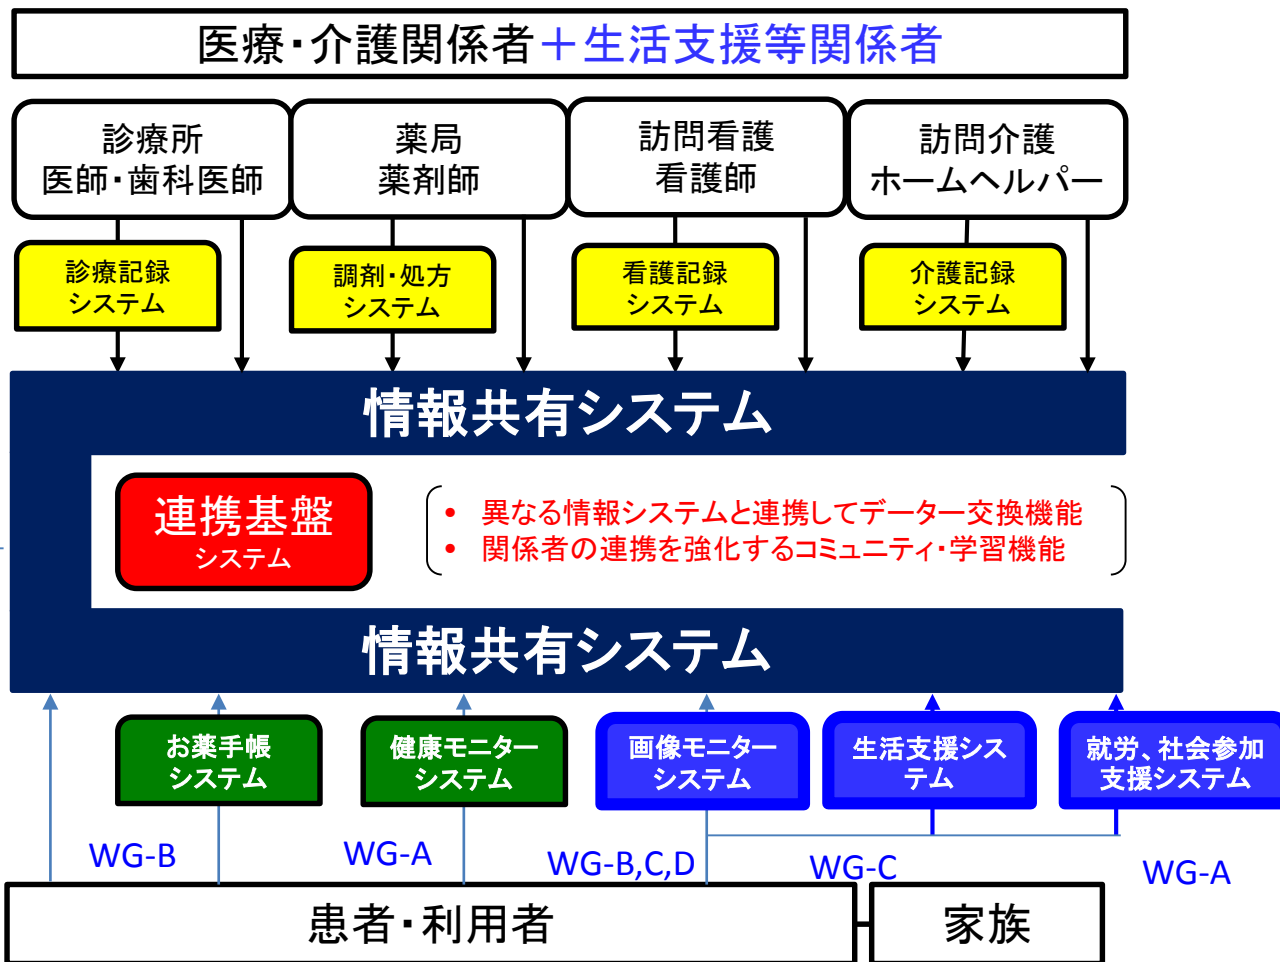 医療・介護関係者＋生活支援等関係者
診療所
医師・歯科医師
薬局
薬剤師
訪問看護
看護師
訪問介護
ホームヘルパー
診療記録
システム
調剤・処方
システム
看護記録
システム
介護記録
システム
情報共有システム
連携基盤
システム
• 異なる情報システムと連携してデーター交換機能
• 関係者の連携を強化するコミュニティ・学習機能
情報共有システム
お薬手帳
システム
健康モニター
システム
画像モニター
システム
生活支援シス
テム
就労、社会参加
支援システム
WG-B
WG-A
WG-B,C,D
WG-C
WG-A
患者・利用者
家族